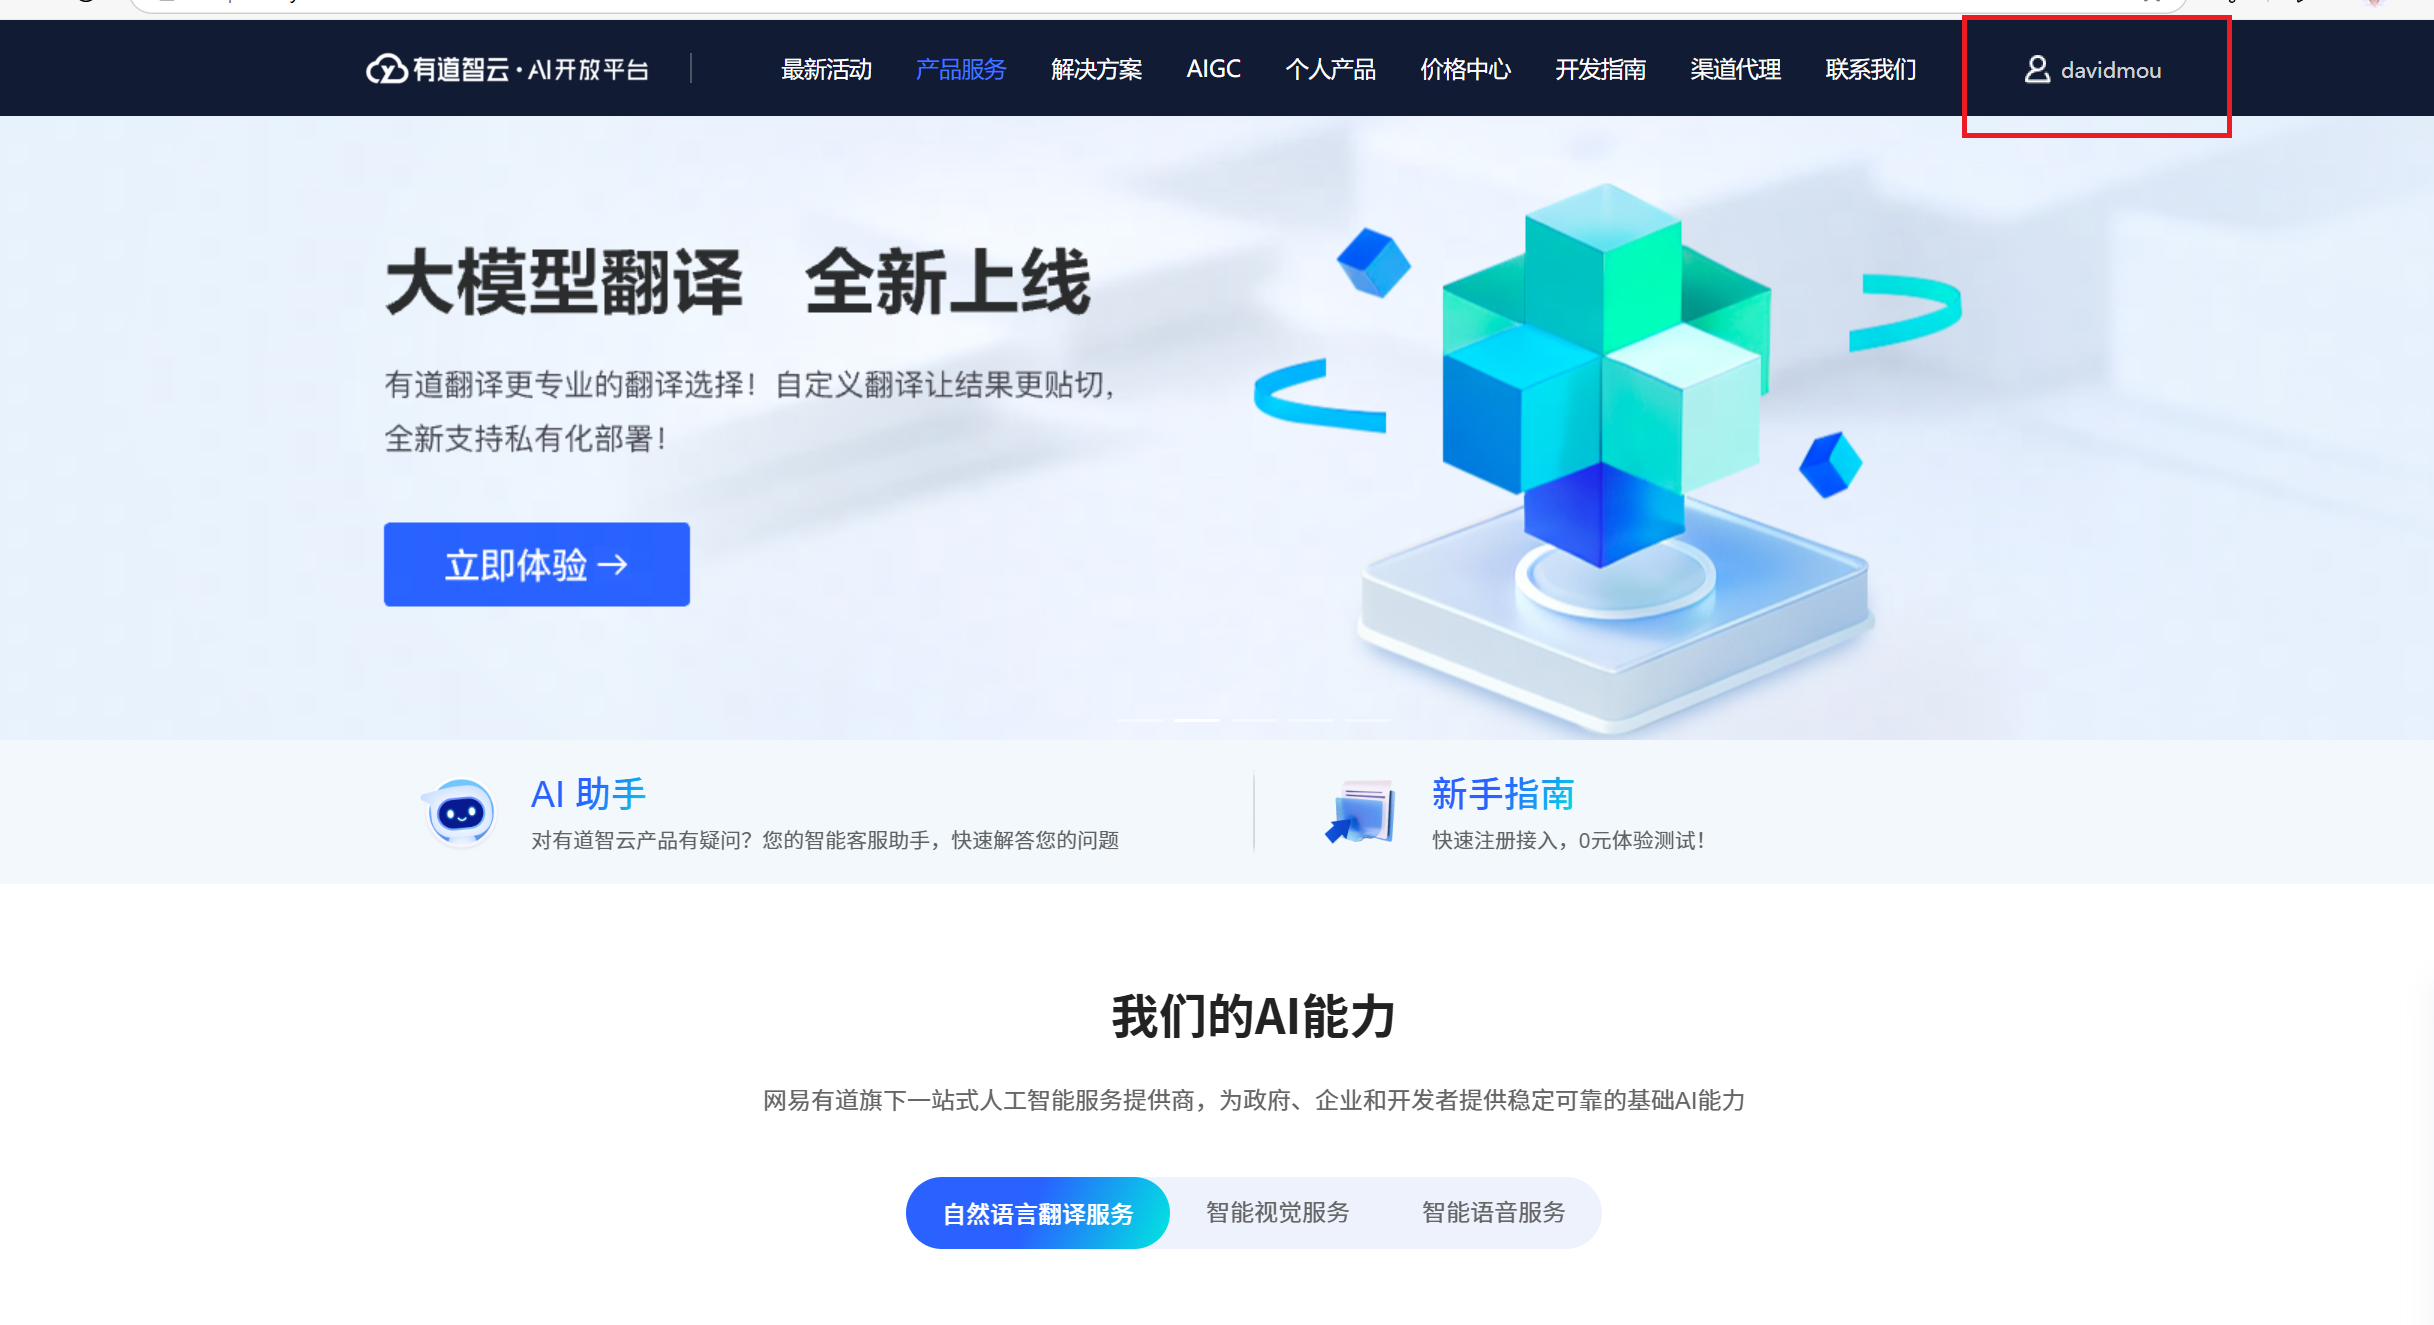 有道智云·AI开放平台
最新活动 产品服务 解决方案 AIGC 个人产品 价格中心 开发指南 渠道代理 联系我们 davidmou
大模型翻译 全新上线
有道翻译更专业的翻译选择！自定义翻译让结果更贴切，
全新支持私有化部署！
立即体验→
AI 助手
对有道智云产品有疑问？您的智能客服助手，快速解答您的问题
新手指南
快速注册接入，0元体验测试！
我们的AI能力
网易有道旗下一站式人工智能服务提供商，为政府、企业和开发者提供稳定可靠的基础AI能力
自然语言翻译服务 智能视觉服务 智能语音服务